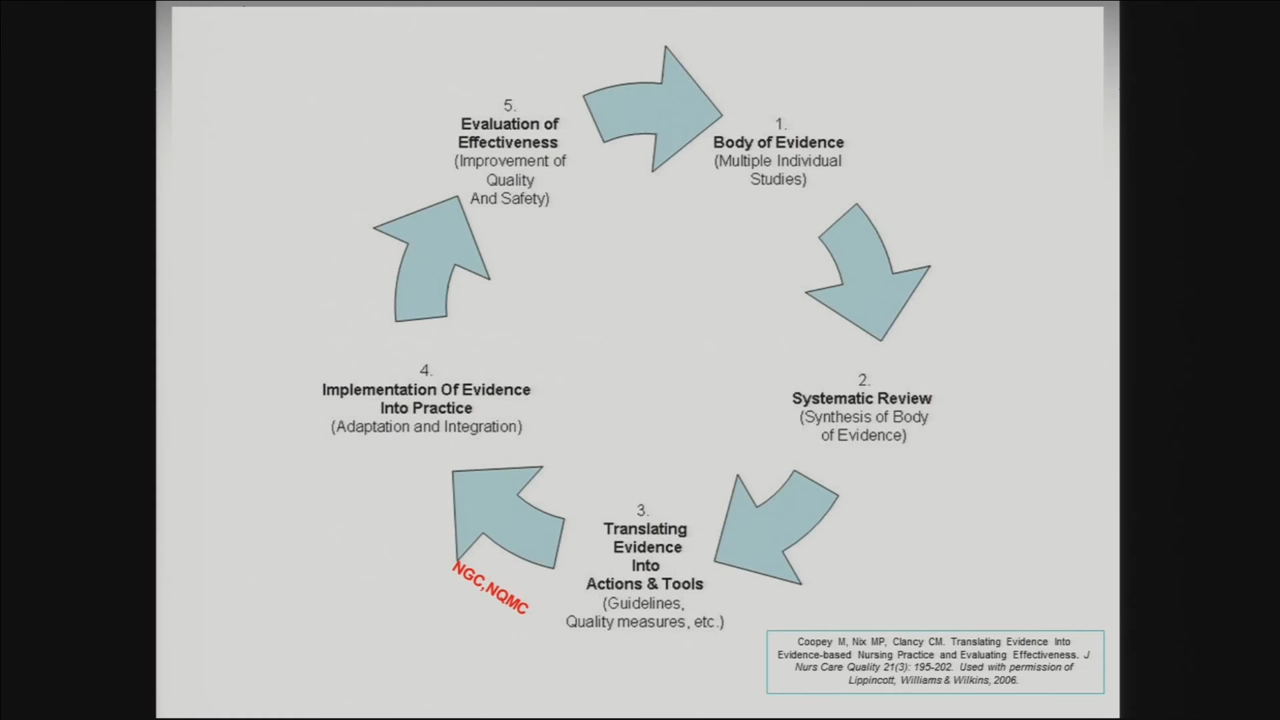 1.
Body of Evidence
(Multiple Individual
Studies)
2.
Systematic Review
(Synthesis of Body
of Evidence)
3.
Translating
Evidence
Into
Actions & Tools
(Guidelines,
Quality measures, etc.)
NGC,NQMC
4.
Implementation Of Evidence
Into Practice
(Adaptation and Integration)
5.
Evaluation of
Effectiveness
(Improvement of
Quality
And Safety)
Coopey M, Nix MP, Clancy CM. Translating Evidence Into
Evidence-based Nursing Practice and Evaluating Effectiveness. J
Nurs Care Quality 21(3): 195-202. Used with permission of
Lippincott, Williams & Wilkins, 2006.